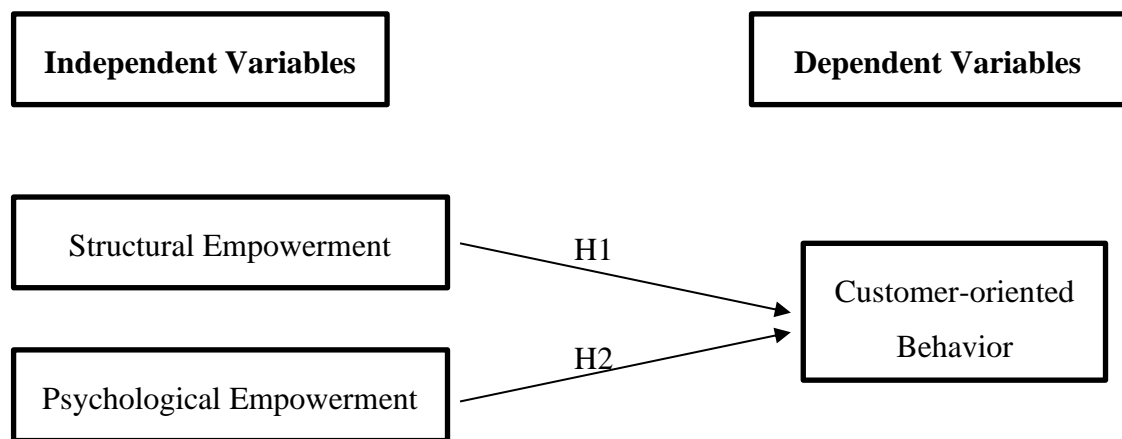 Independent Variables
Dependent Variables
Structural Empowerment
H1
Customer-oriented
Behavior
H2
Psychological Empowerment